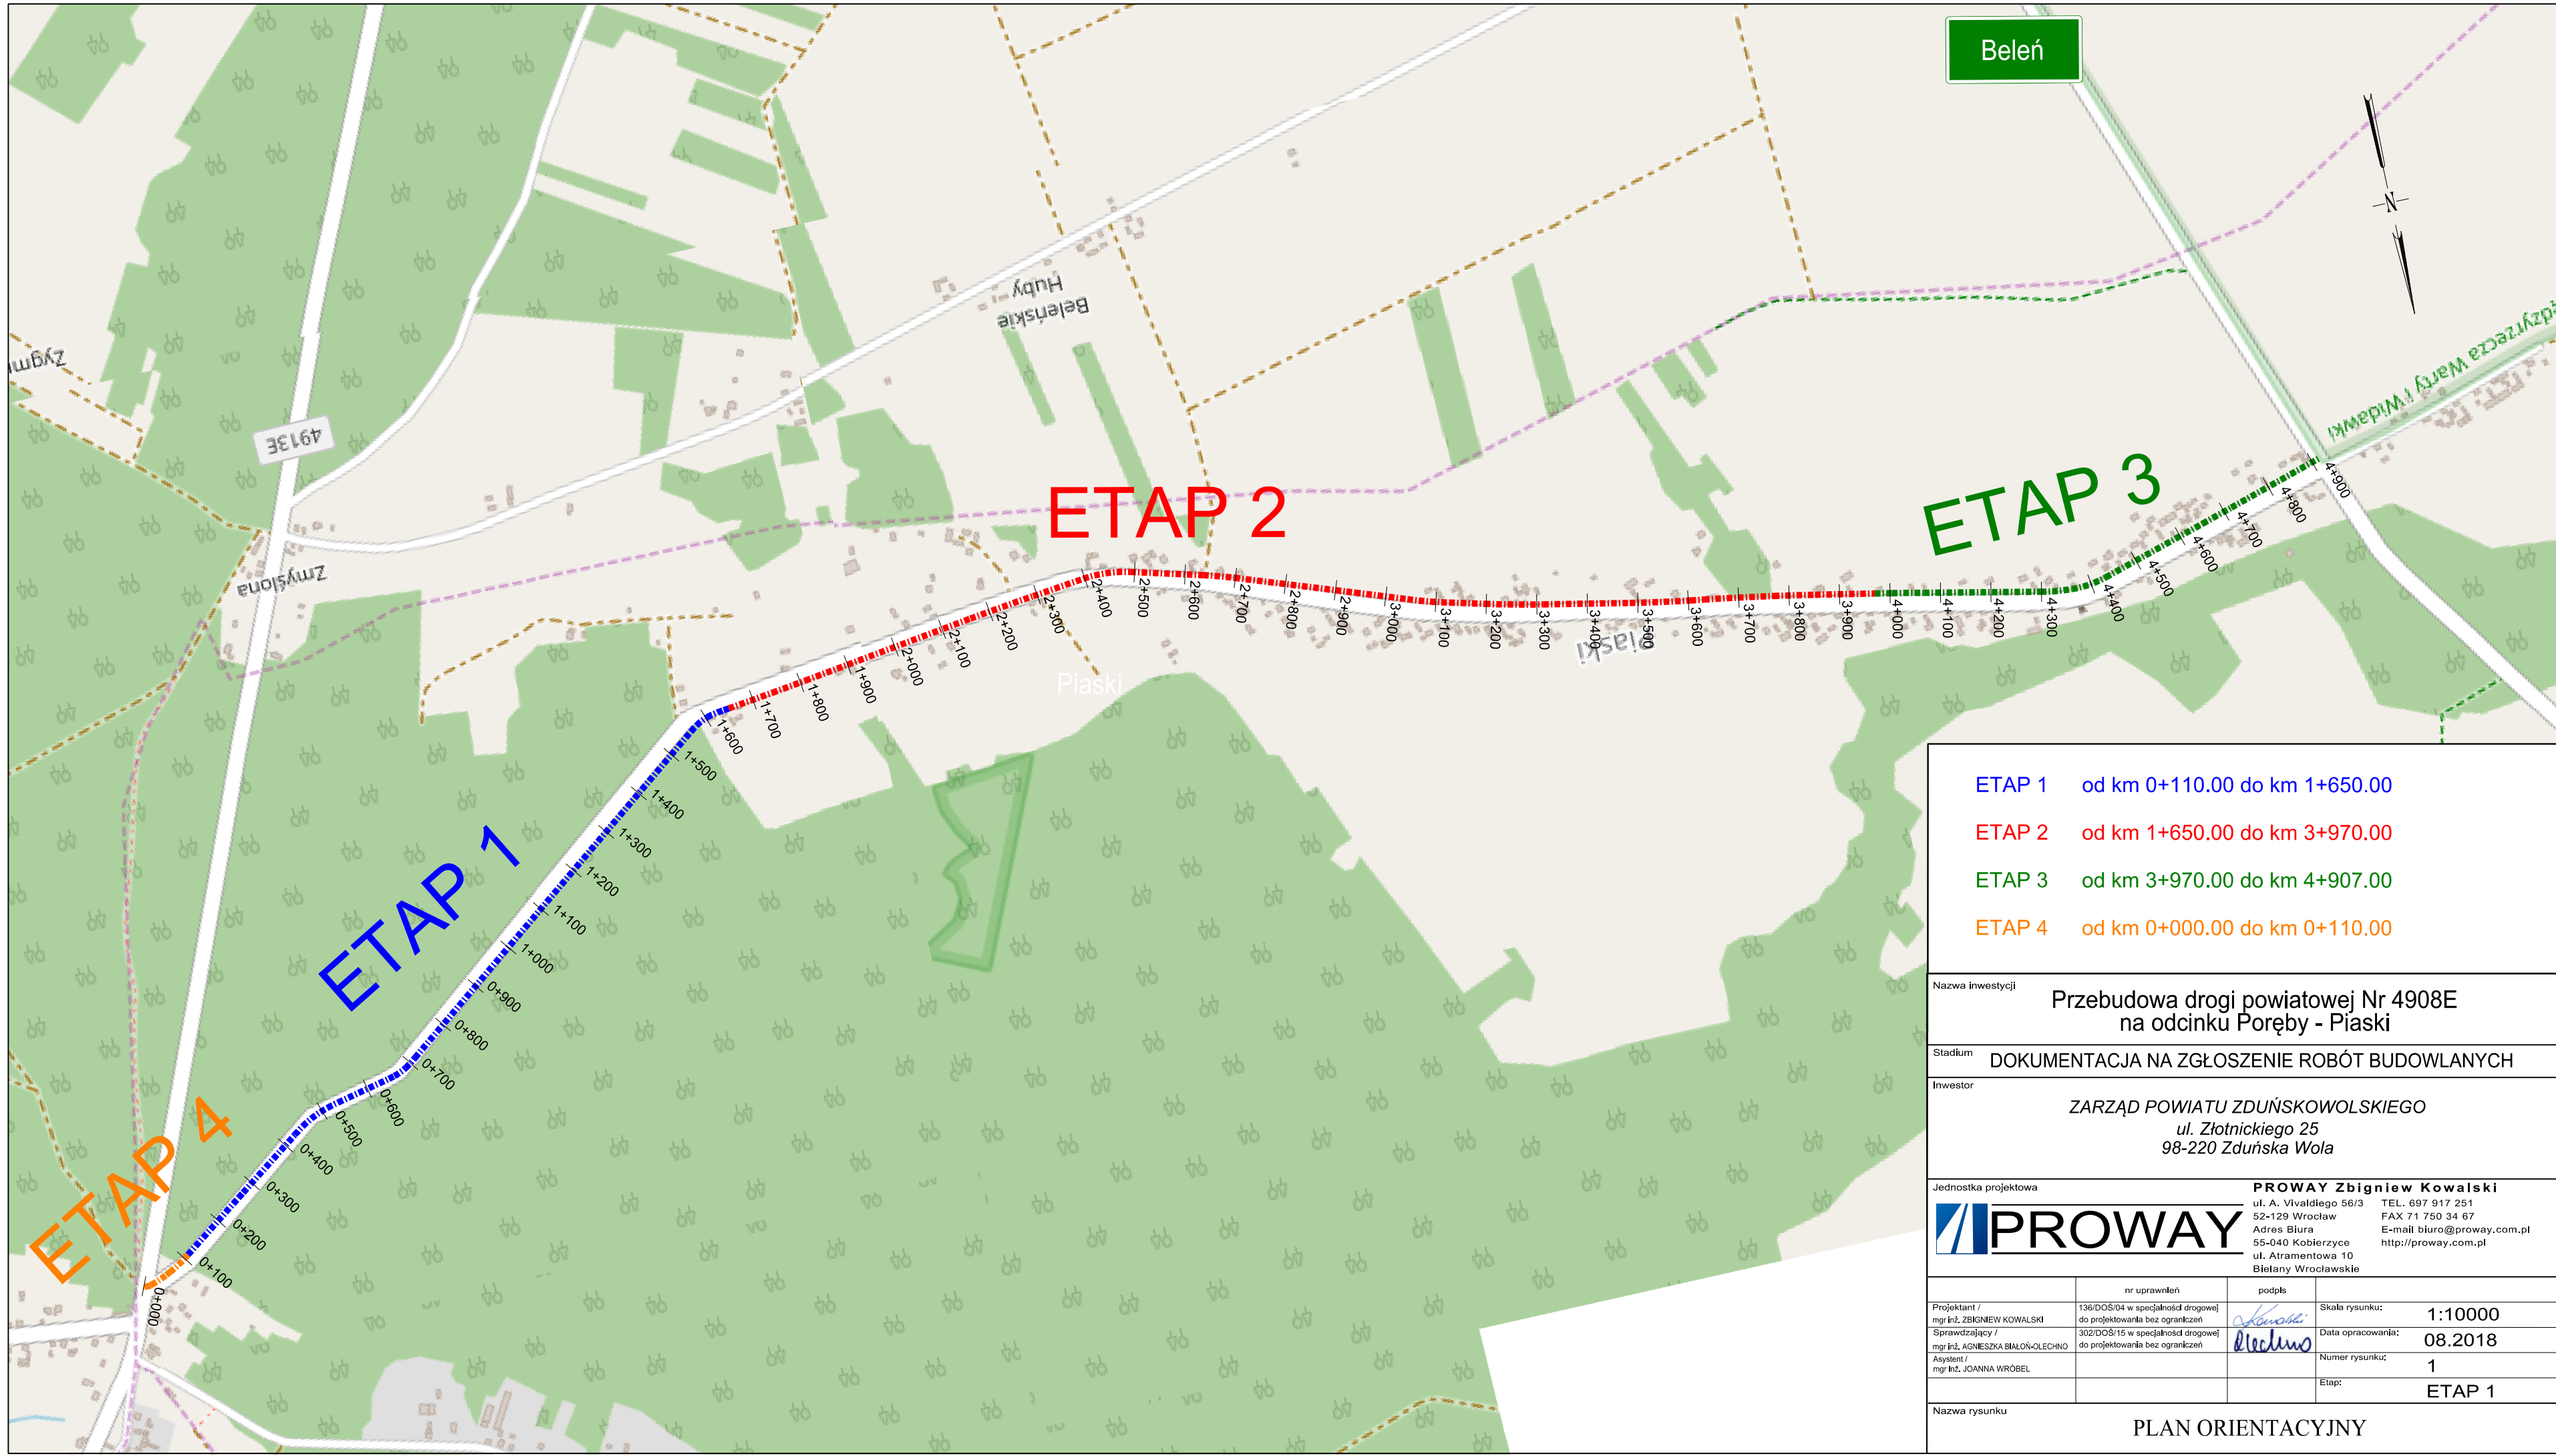 Beleń
N
Międzyrzecza Warty i Widawki
Huby
Beleńskie
4913E
Zmyślona
ETAP 2
ETAP 3
ETAP 1
ETAP 4
Piaski
Piaski
0+000
0+100
0+200
0+300
0+400
0+500
0+600
0+700
0+800
0+900
1+000
1+100
1+200
1+300
1+400
1+500
1+600
1+700
1+800
1+900
2+000
2+100
2+200
2+300
2+400
2+500
2+600
2+700
2+800
2+900
3+000
3+100
3+200
3+300
3+400
3+500
3+600
3+700
3+800
3+900
4+000
4+100
4+200
4+300
4+400
4+500
4+600
4+700
4+800
4+900
ETAP 1 od km 0+110.00 do km 1+650.00
ETAP 2 od km 1+650.00 do km 3+970.00
ETAP 3 od km 3+970.00 do km 4+907.00
ETAP 4 od km 0+000.00 do km 0+110.00
Nazwa inwestycji
Przebudowa drogi powiatowej Nr 4908E
na odcinku Poręby - Piaski
Stadium DOKUMENTACJA NA ZGŁOSZENIE ROBÓT BUDOWLANYCH
Inwestor
ZARZĄD POWIATU ZDUŃSKOWOLSKIEGO
ul. Złotnickiego 25
98-220 Zduńska Wola
Jednostka projektowa
PROWAY
PROWAY Zbigniew Kowalski
ul. A. Vivaldiego 56/3 TEL. 697 917 251
52-129 Wrocław FAX 71 750 34 67
Adres Biura E-mail biuro@proway.com.pl
55-040 Kobierzyce http://proway.com.pl
ul. Atramentowa 10
Bielany Wrocławskie
nr uprawnień podpis
Projektant /
mgr inż. ZBIGNIEW KOWALSKI
136/DOŚ/04 w specjalności drogowej
do projektowania bez ograniczeń
Kowalski
Skala rysunku: 1:10000
Sprawdzający /
mgr inż. AGNIESZKA BIAŁOŃ-OLECHNO
302/DOŚ/15 w specjalności drogowej
do projektowania bez ograniczeń
Olechno
Data opracowania: 08.2018
Asystent /
mgr inż. JOANNA WRÓBEL
Numer rysunku: 1
Etap: ETAP 1
Nazwa rysunku
PLAN ORIENTACYJNY